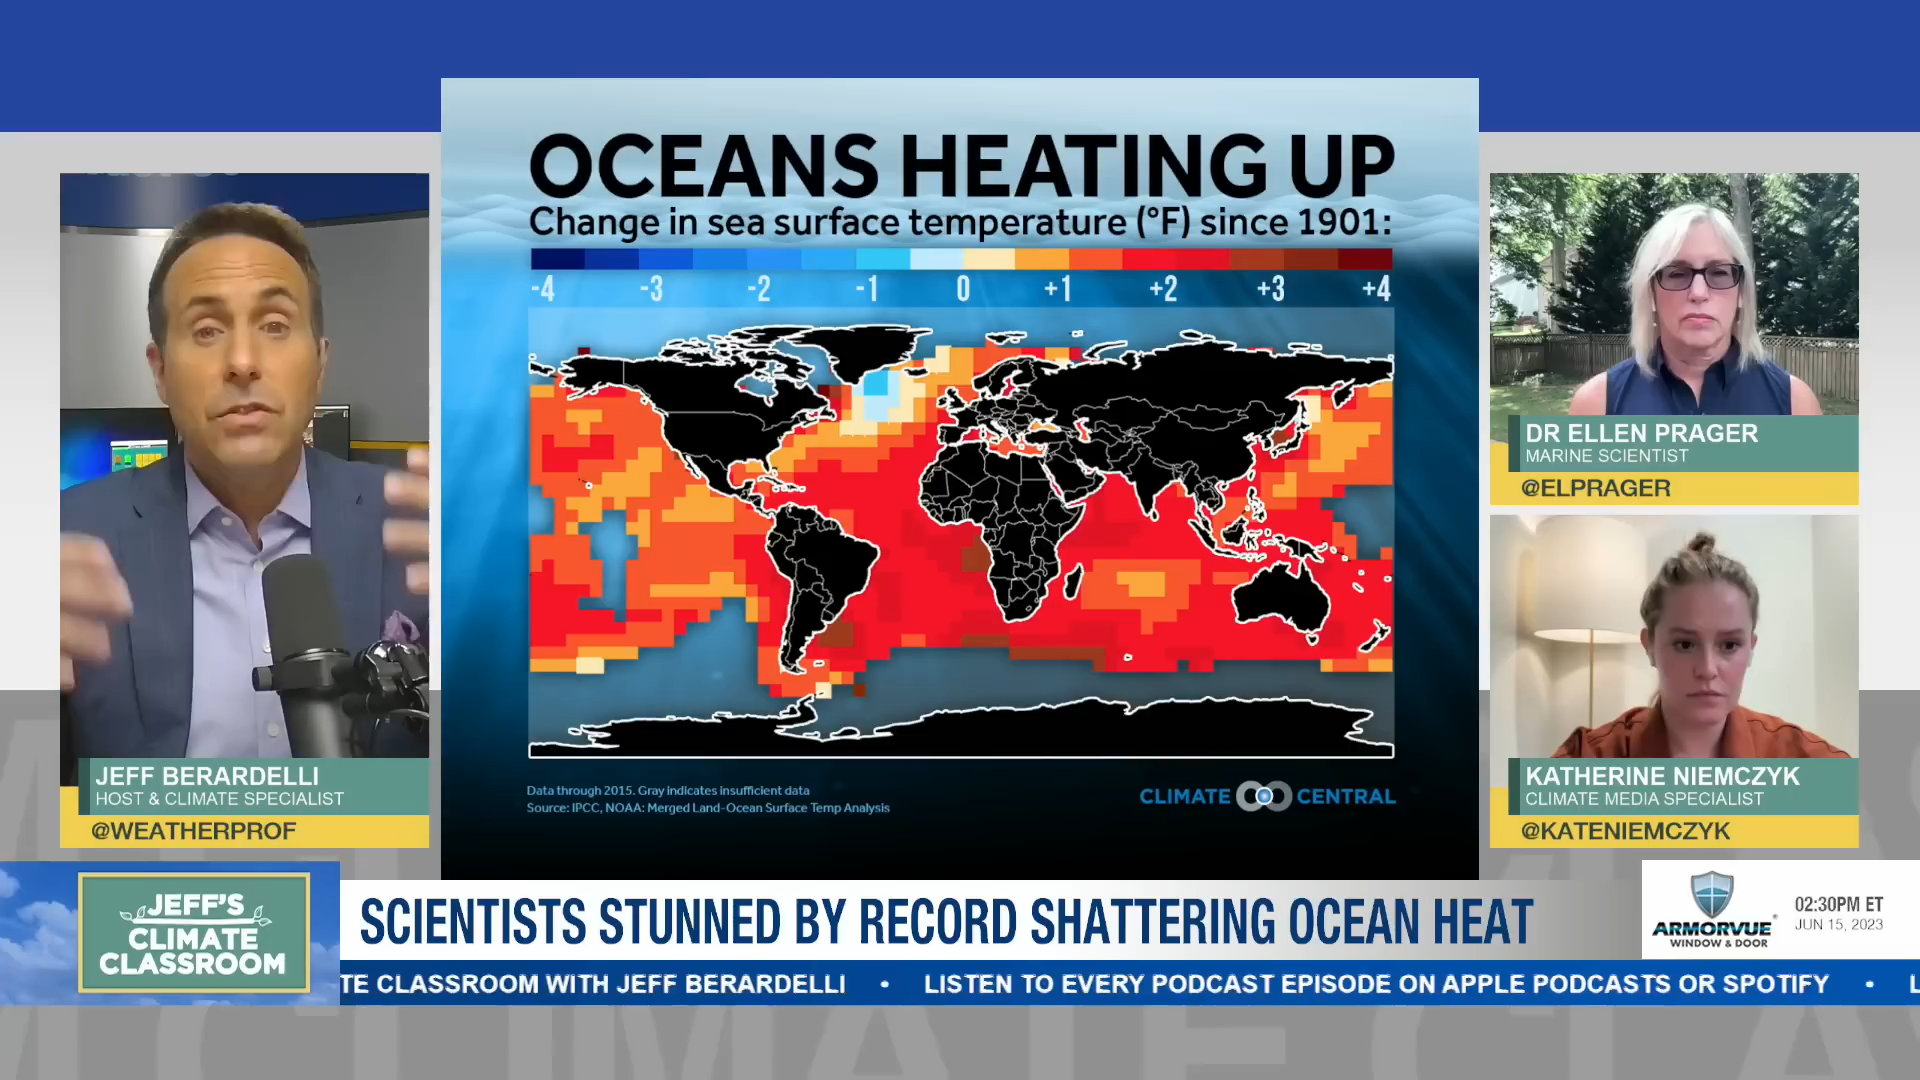 OCEANS HEATING UP
Change in sea surface temperature (°F) since 1901:
-4 -3 -2 -1 0 +1 +2 +3 +4
Data through 2015. Gray indicates insufficient data
Source: IPCC, NOAA: Merged Land-Ocean Surface Temp Analysis
CLIMATE CENTRAL
JEFF BERARDELLI
HOST & CLIMATE SPECIALIST
@WEATHERPROF
DR ELLEN PRAGER
MARINE SCIENTIST
@ELPRAGER
KATHERINE NIEMCZYK
CLIMATE MEDIA SPECIALIST
@KATENIEMCZYK
JEFF'S
CLIMATE
CLASSROOM
SCIENTISTS STUNNED BY RECORD SHATTERING OCEAN HEAT
ARMORVUE
WINDOW & DOOR
02:30PM ET
JUN 15, 2023
TE CLASSROOM WITH JEFF BERARDELLI • LISTEN TO EVERY PODCAST EPISODE ON APPLE PODCASTS OR SPOTIFY • L